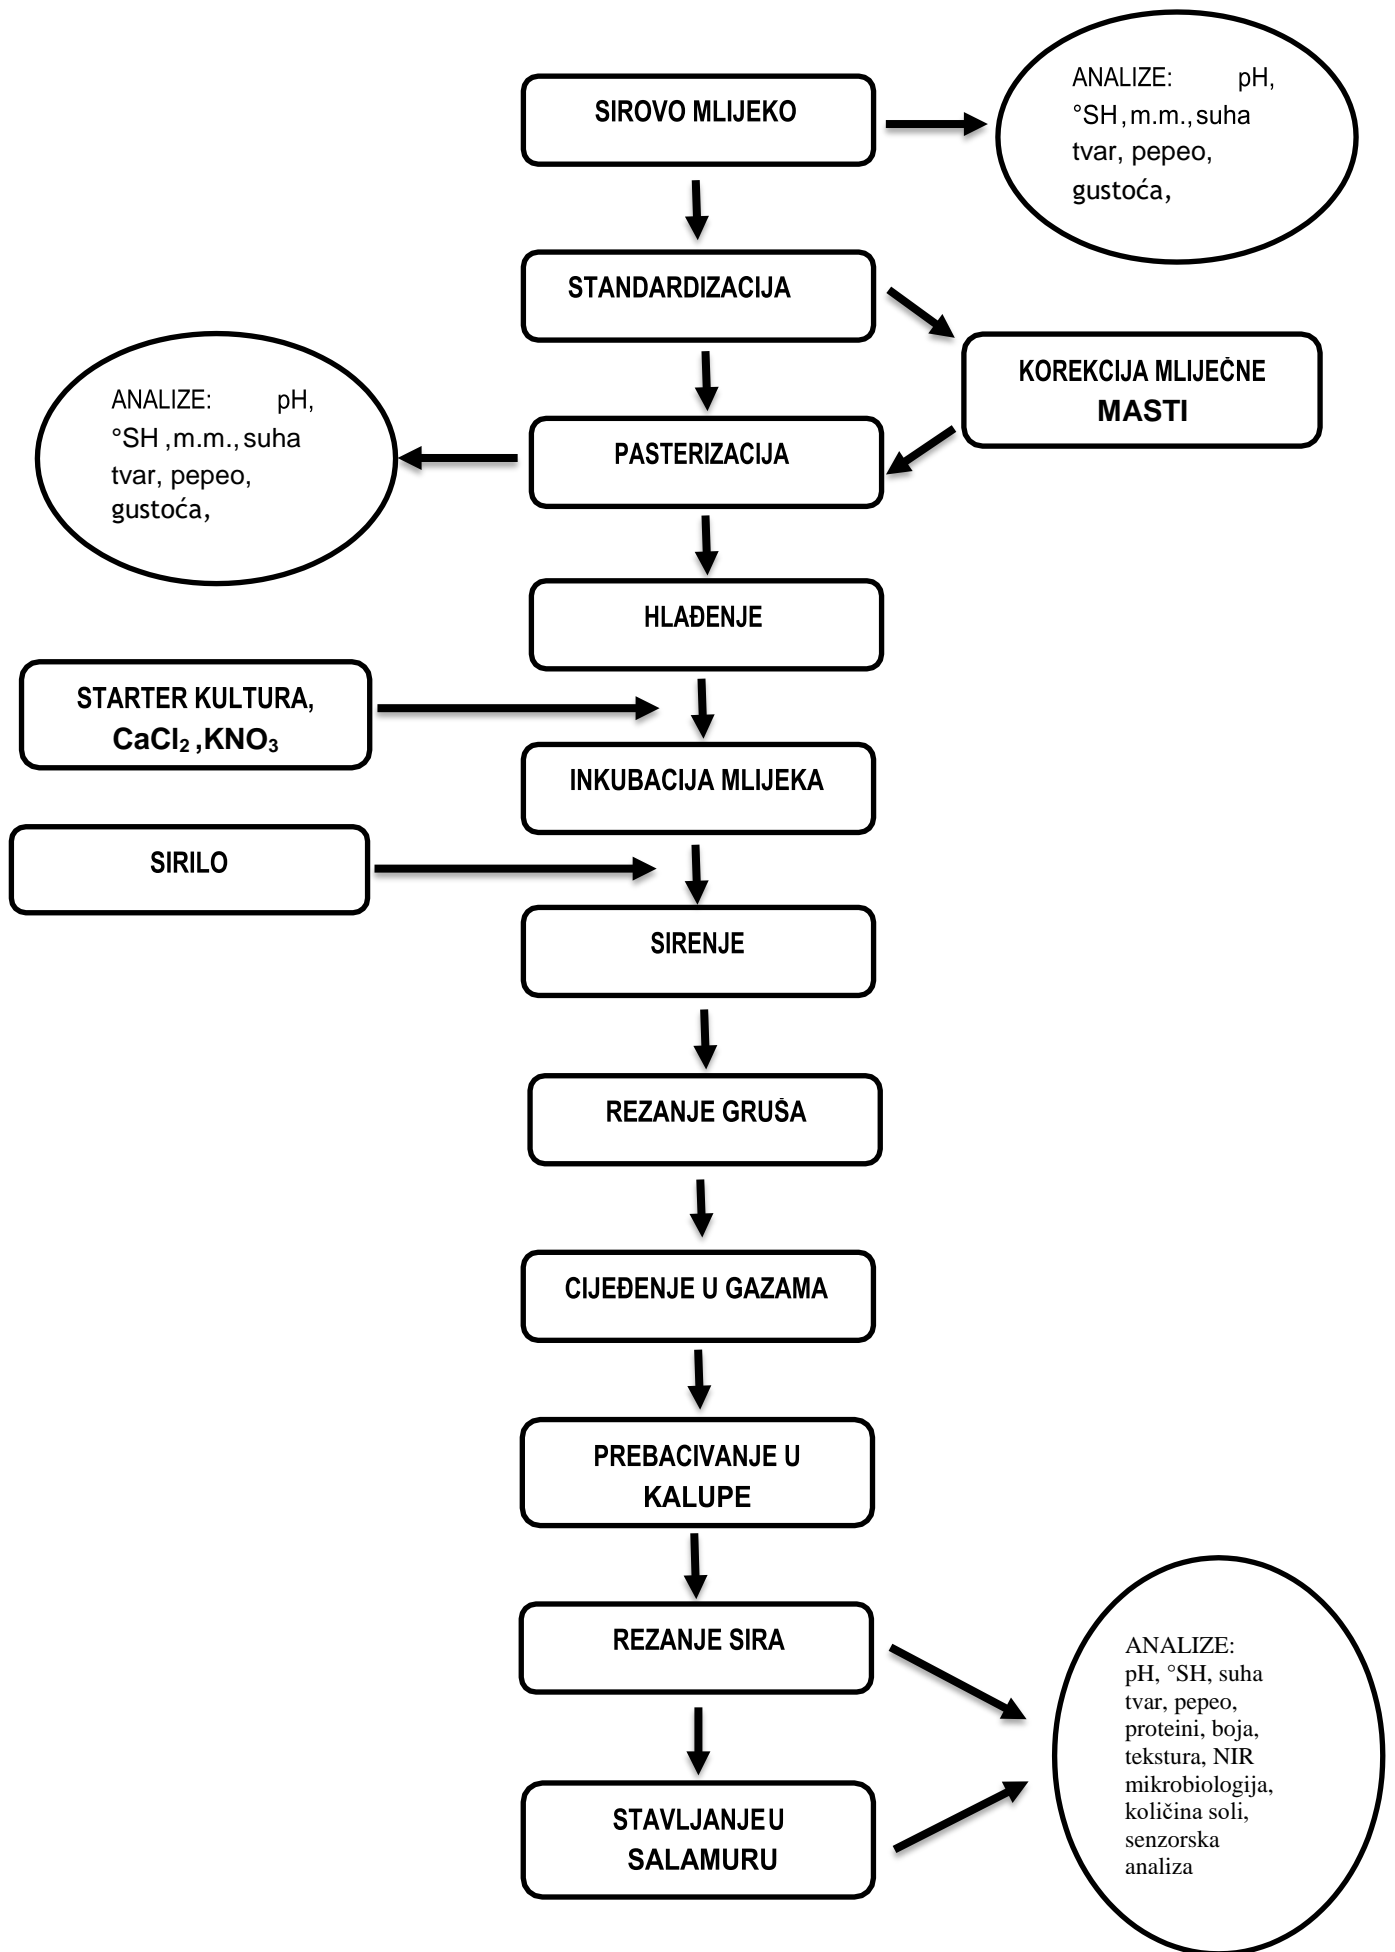 SIROVO MLIJEKO
ANALIZE: pH,
°SH ,m.m., suha
tvar, pepeo,
gustoća,
STANDARDIZACIJA
KOREKCIJA MLIJEČNE
MASTI
ANALIZE: pH,
°SH ,m.m., suha
tvar, pepeo,
gustoća,
PASTERIZACIJA
HLAĐENJE
STARTER KULTURA,
CaCl₂ ,KNO₃
INKUBACIJA MLIJEKA
SIRILO
SIRENJE
REZANJE GRUŠA
CIJEĐENJE U GAZAMA
PREBACIVANJE U
KALUPE
REZANJE SIRA
ANALIZE:
pH, °SH, suha
tvar, pepeo,
proteini, boja,
tekstura, NIR
mikrobiologija,
količina soli,
senzorska
analiza
STAVLJANJE U
SALAMURU